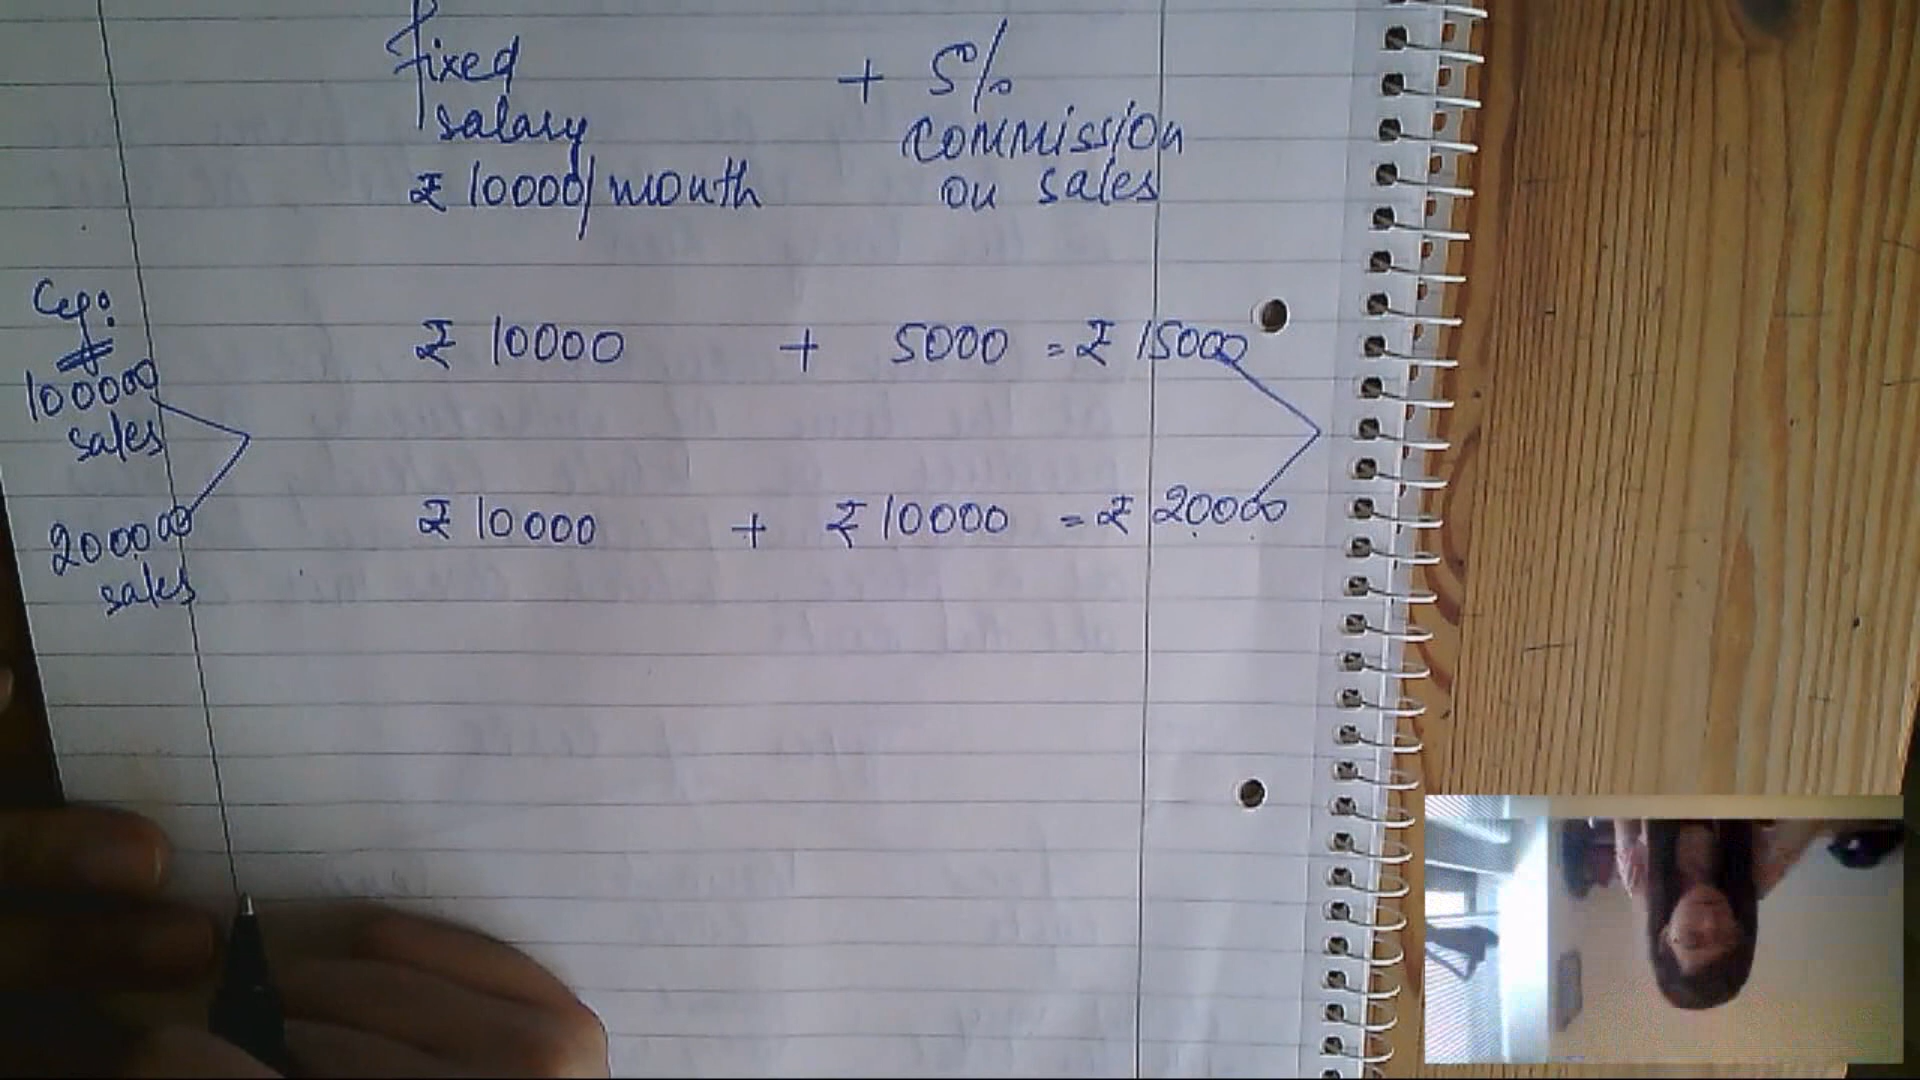 fixed + 5%
salary commission
₹ 10000/month on sales
eg:
₹ 10000 + 5000 = ₹ 15000
100000
sales
₹ 10000 + ₹ 10000 = ₹ 20000
200000
sales